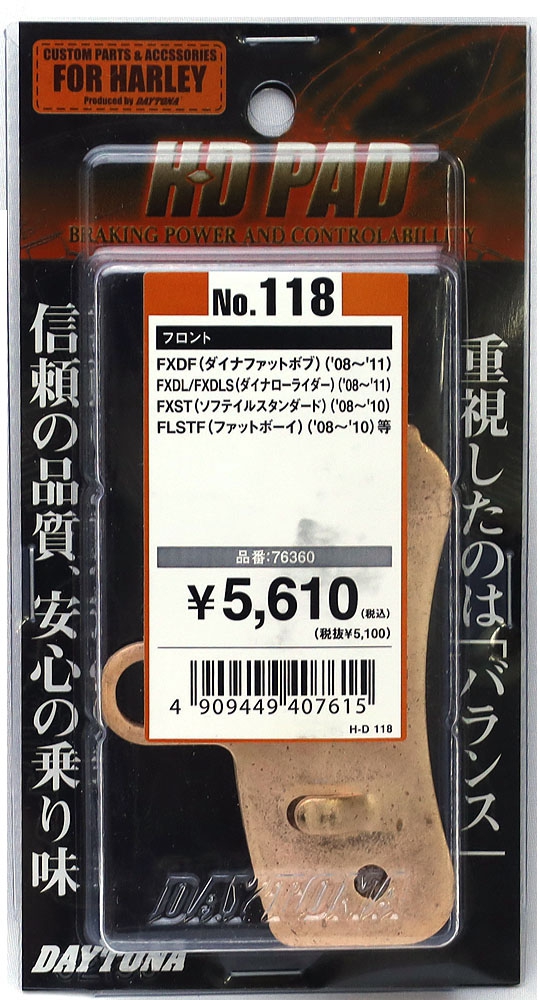 CUSTOM PARTS & ACCSSORIES
FOR HARLEY
Produced by DAYTONA
H-D PAD
BRAKING POWER AND CONTROLABILLITY
重視したのは「バランス」
信頼の品質、安心の乗り味
No.118
フロント
FXDF(ダイナファットボブ)('08～'11)
FXDL/FXDLS(ダイナローライダー)('08～'11)
FXST(ソフテイルスタンダード)('08～'10)
FLSTF(ファットボーイ)('08～'10)等
品番:76360
¥5,610(税込)
(税抜¥5,100)
4 909449 407615
H-D 118
DAYTONA
DAYTONA